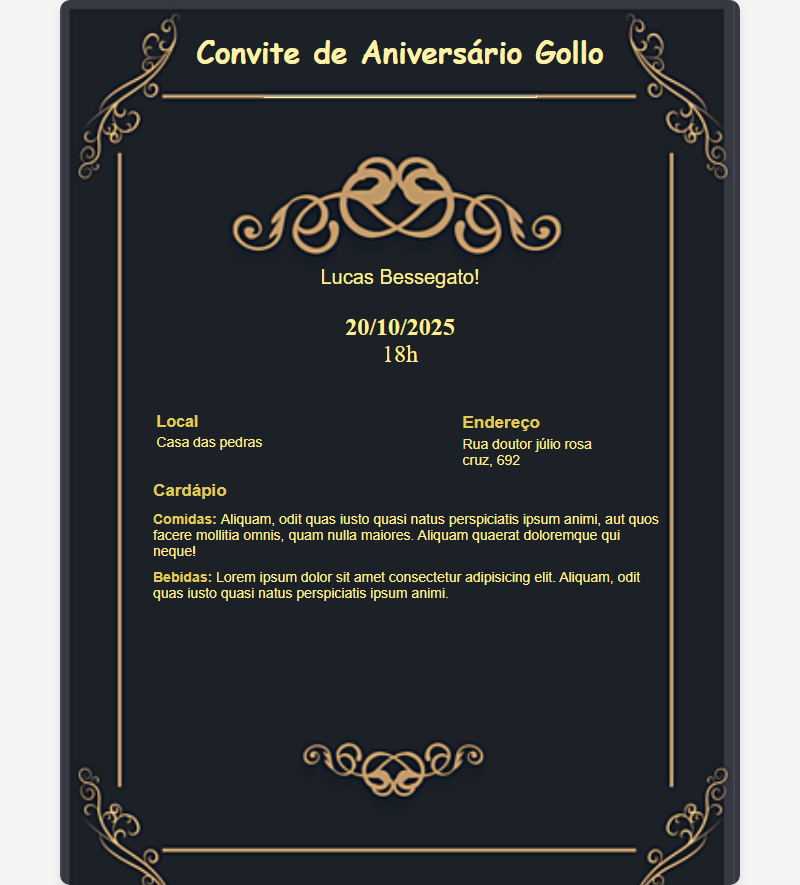 Convite de Aniversário Gollo
Lucas Bessegato!
20/10/2025
18h
Local
Casa das pedras
Endereço
Rua doutor júlio rosa
cruz, 692
Cardápio
Comidas: Aliquam, odit quas iusto quasi natus perspiciatis ipsum animi, aut quos
facere mollitia omnis, quam nulla maiores. Aliquam quaerat doloremque qui
neque!
Bebidas: Lorem ipsum dolor sit amet consectetur adipisicing elit. Aliquam, odit
quas iusto quasi natus perspiciatis ipsum animi.